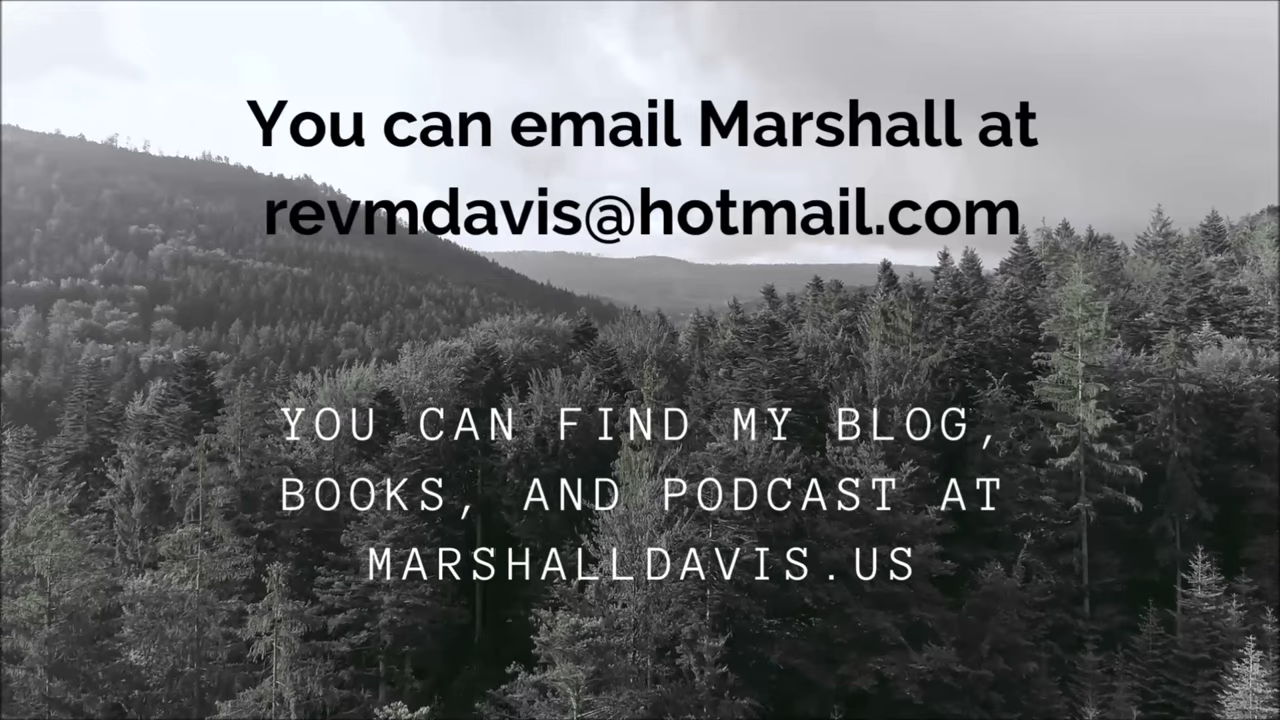 You can email Marshall at
revmdavis@hotmail.com
YOU CAN FIND MY BLOG,
BOOKS, AND PODCAST AT
MARSHALLDAVIS.US